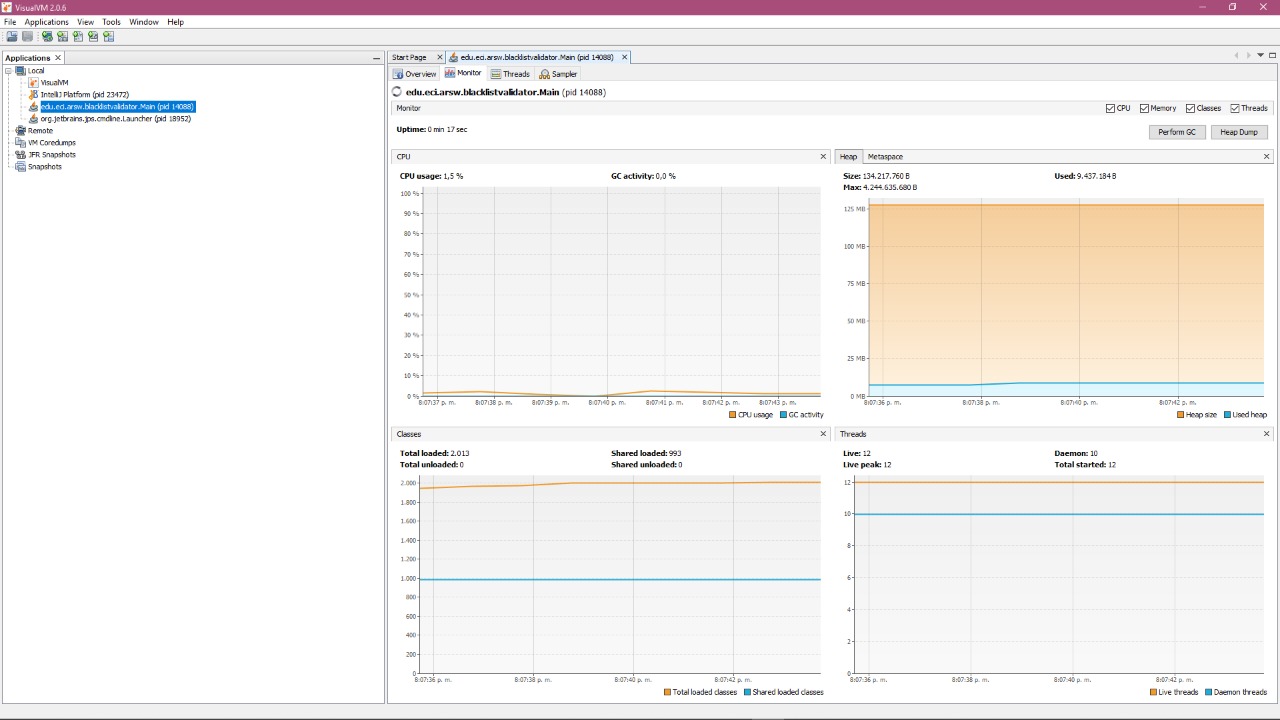 VisualVM 2.0.6
File Applications View Tools Window Help
Applications
Local
VisualVM
IntelliJ Platform (pid 23472)
edu.eci.arsw.blacklistvalidator.Main (pid 14088)
org.jetbrains.jps.cmdline.Launcher (pid 18952)
Remote
VM Coredumps
JFR Snapshots
Snapshots
Start Page edu.eci.arsw.blacklistvalidator.Main (pid 14088)
Overview Monitor Threads Sampler
edu.eci.arsw.blacklistvalidator.Main (pid 14088)
Monitor CPU Memory Classes Threads
Uptime: 0 min 17 sec Perform GC Heap Dump
CPU
CPU usage: 1,5 % GC activity: 0,0 %
100 %
90 %
80 %
70 %
60 %
50 %
40 %
30 %
20 %
10 %
0 %
8:07:37 p. m. 8:07:38 p. m. 8:07:39 p. m. 8:07:40 p. m. 8:07:41 p. m. 8:07:42 p. m. 8:07:43 p. m.
CPU usage GC activity
Heap Metaspace
Size: 134.217.760 B Used: 9.437.184 B
Max: 4.244.635.680 B
125 MB
100 MB
75 MB
50 MB
25 MB
0 MB
8:07:36 p. m. 8:07:38 p. m. 8:07:40 p. m. 8:07:42 p. m.
Heap size Used heap
Classes
Total loaded: 2.013 Shared loaded: 993
Total unloaded: 0 Shared unloaded: 0
2.000
1.800
1.600
1.400
1.200
1.000
800
600
400
200
0
8:07:36 p. m. 8:07:38 p. m. 8:07:40 p. m. 8:07:42 p. m.
Total loaded classes Shared loaded classes
Threads
Live: 12 Daemon: 10
Live peak: 12 Total started: 12
12
10
8
6
4
2
0
8:07:36 p. m. 8:07:38 p. m. 8:07:40 p. m. 8:07:42 p. m.
Live threads Daemon threads